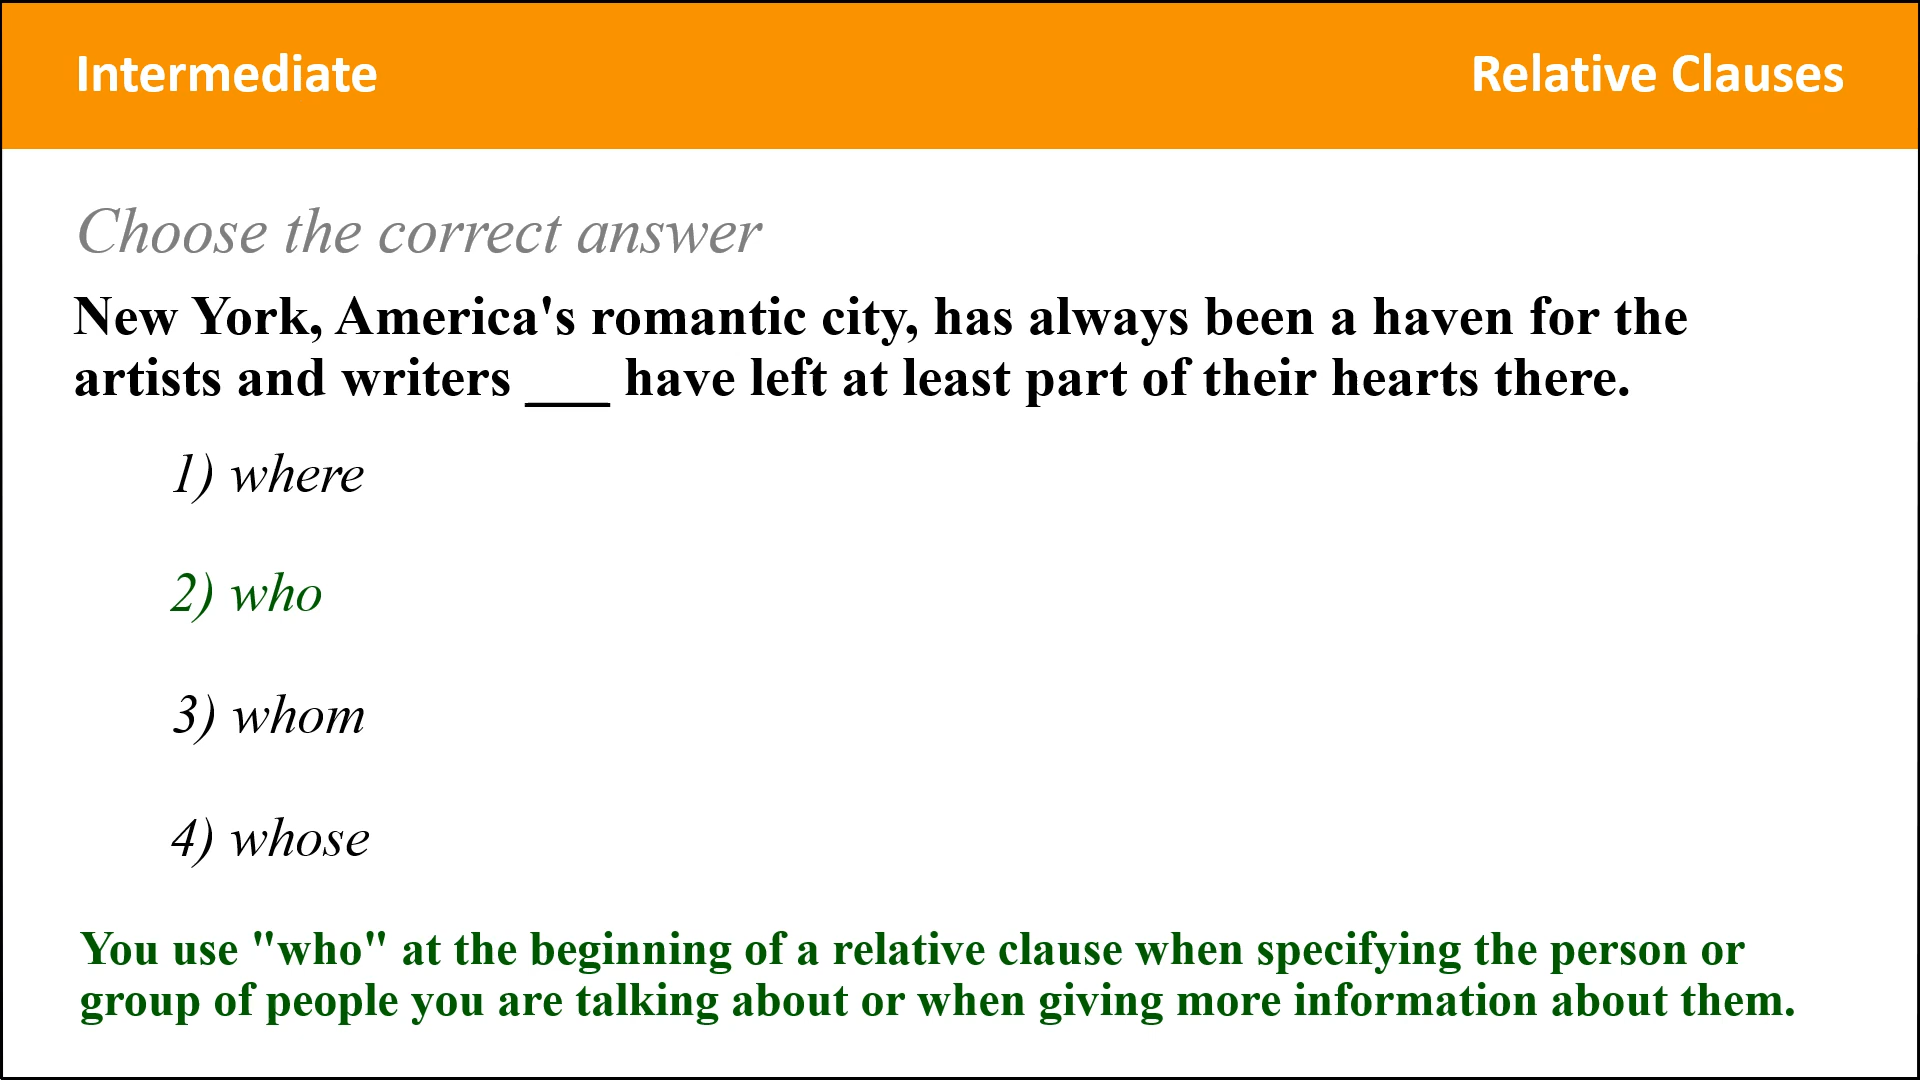 Intermediate
Relative Clauses
Choose the correct answer
New York, America's romantic city, has always been a haven for the
artists and writers ___ have left at least part of their hearts there.
1) where
2) who
3) whom
4) whose
You use "who" at the beginning of a relative clause when specifying the person or
group of people you are talking about or when giving more information about them.